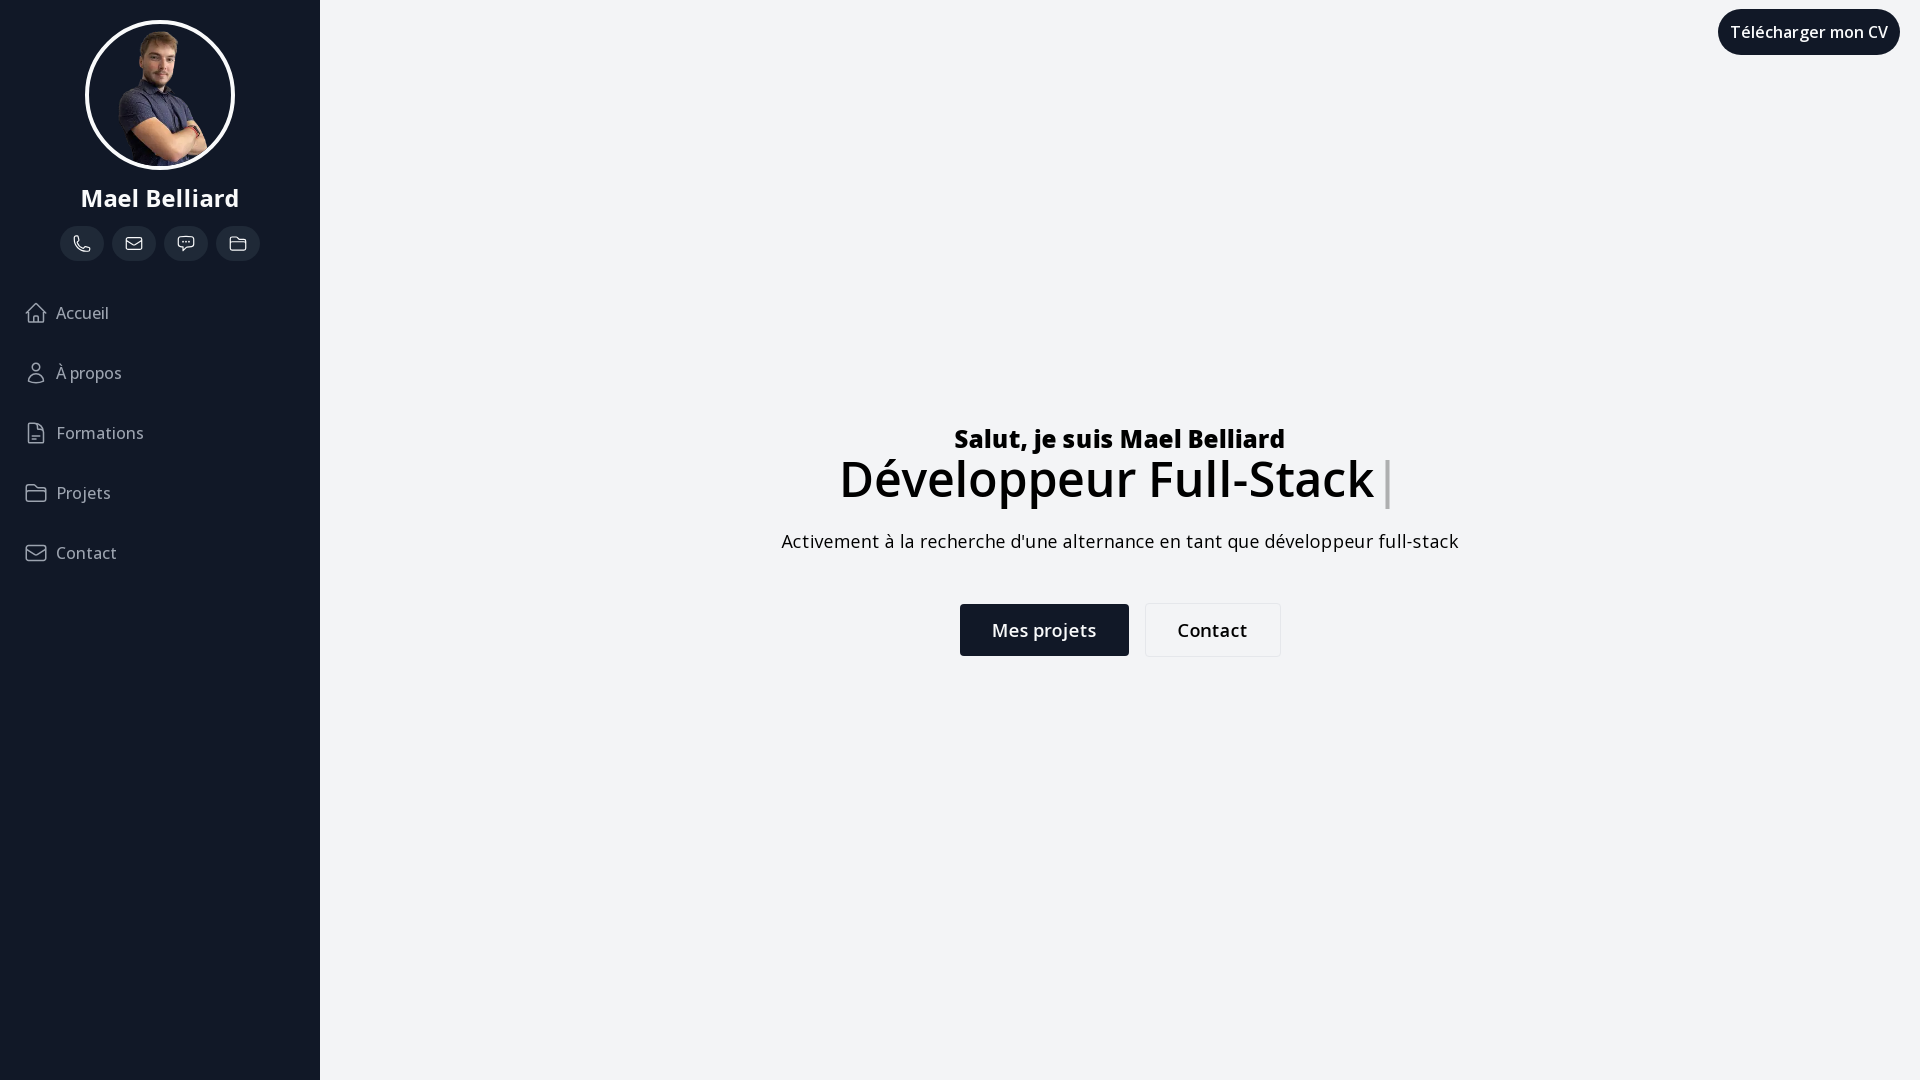 Mael Belliard
Accueil
À propos
Formations
Projets
Contact
Télécharger mon CV
Salut, je suis Mael Belliard
Développeur Full-Stack|
Activement à la recherche d'une alternance en tant que développeur full-stack
Mes projets
Contact